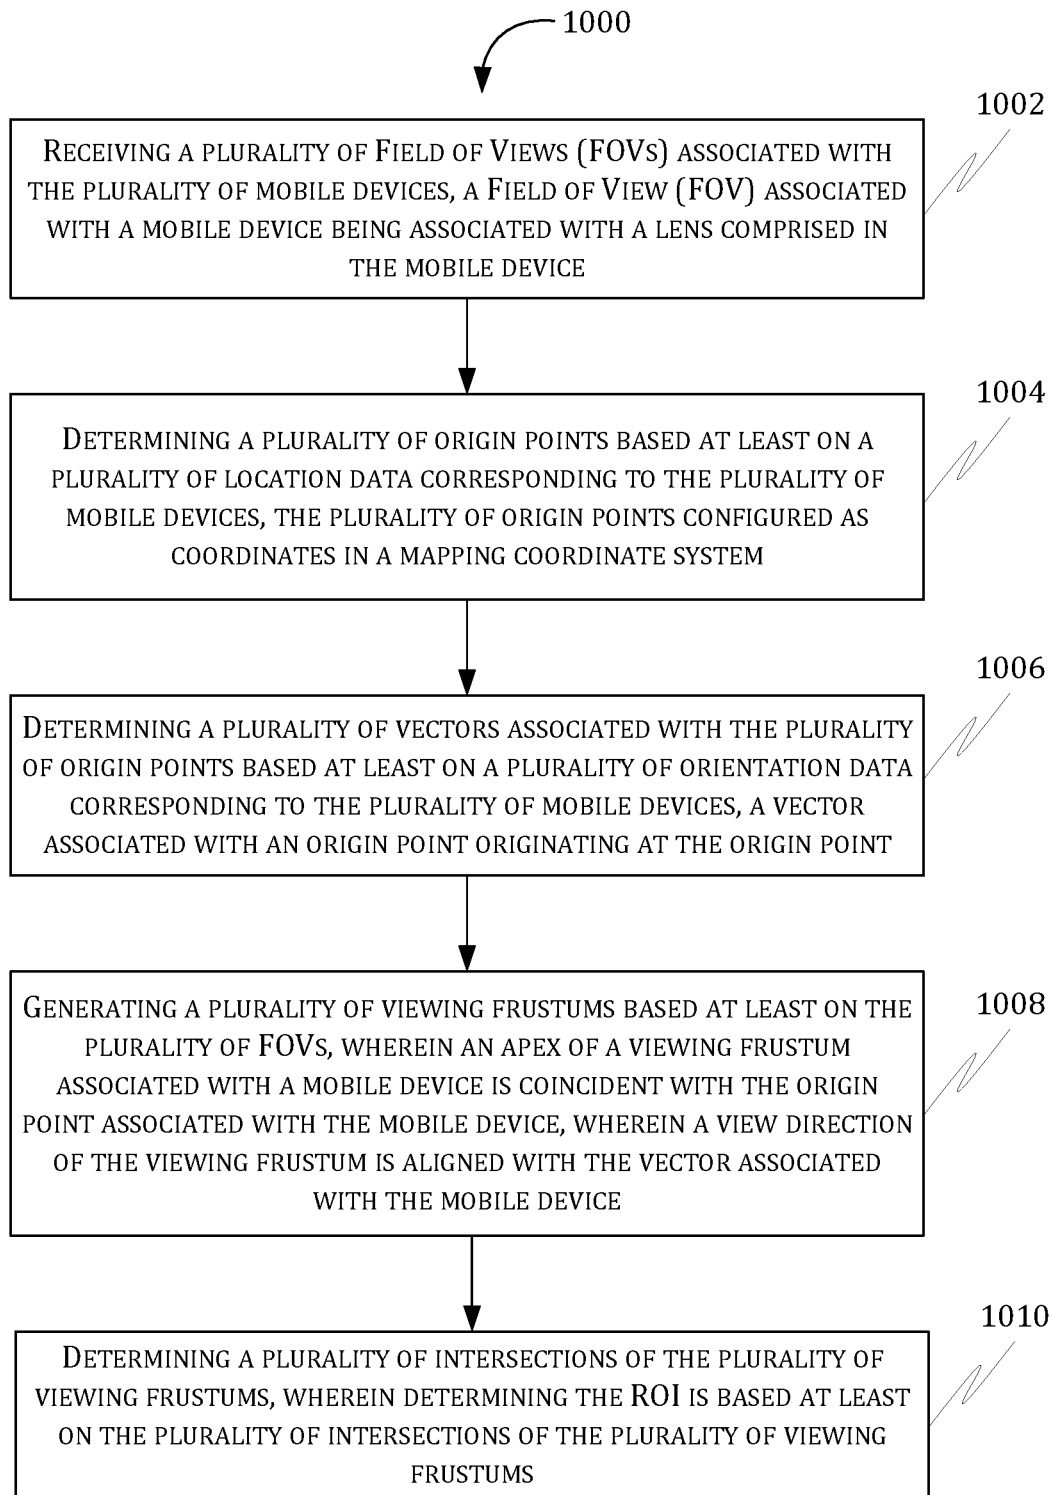 1000
1002
RECEIVING A PLURALITY OF FIELD OF VIEWS (FOVS) ASSOCIATED WITH
THE PLURALITY OF MOBILE DEVICES, A FIELD OF VIEW (FOV) ASSOCIATED
WITH A MOBILE DEVICE BEING ASSOCIATED WITH A LENS COMPRISED IN
THE MOBILE DEVICE
1004
DETERMINING A PLURALITY OF ORIGIN POINTS BASED AT LEAST ON A
PLURALITY OF LOCATION DATA CORRESPONDING TO THE PLURALITY OF
MOBILE DEVICES, THE PLURALITY OF ORIGIN POINTS CONFIGURED AS
COORDINATES IN A MAPPING COORDINATE SYSTEM
1006
DETERMINING A PLURALITY OF VECTORS ASSOCIATED WITH THE PLURALITY
OF ORIGIN POINTS BASED AT LEAST ON A PLURALITY OF ORIENTATION DATA
CORRESPONDING TO THE PLURALITY OF MOBILE DEVICES, A VECTOR
ASSOCIATED WITH AN ORIGIN POINT ORIGINATING AT THE ORIGIN POINT
1008
GENERATING A PLURALITY OF VIEWING FRUSTUMS BASED AT LEAST ON THE
PLURALITY OF FOVS, WHEREIN AN APEX OF A VIEWING FRUSTUM
ASSOCIATED WITH A MOBILE DEVICE IS COINCIDENT WITH THE ORIGIN
POINT ASSOCIATED WITH THE MOBILE DEVICE, WHEREIN A VIEW DIRECTION
OF THE VIEWING FRUSTUM IS ALIGNED WITH THE VECTOR ASSOCIATED
WITH THE MOBILE DEVICE
1010
DETERMINING A PLURALITY OF INTERSECTIONS OF THE PLURALITY OF
VIEWING FRUSTUMS, WHEREIN DETERMINING THE ROI IS BASED AT LEAST
ON THE PLURALITY OF INTERSECTIONS OF THE PLURALITY OF VIEWING
FRUSTUMS